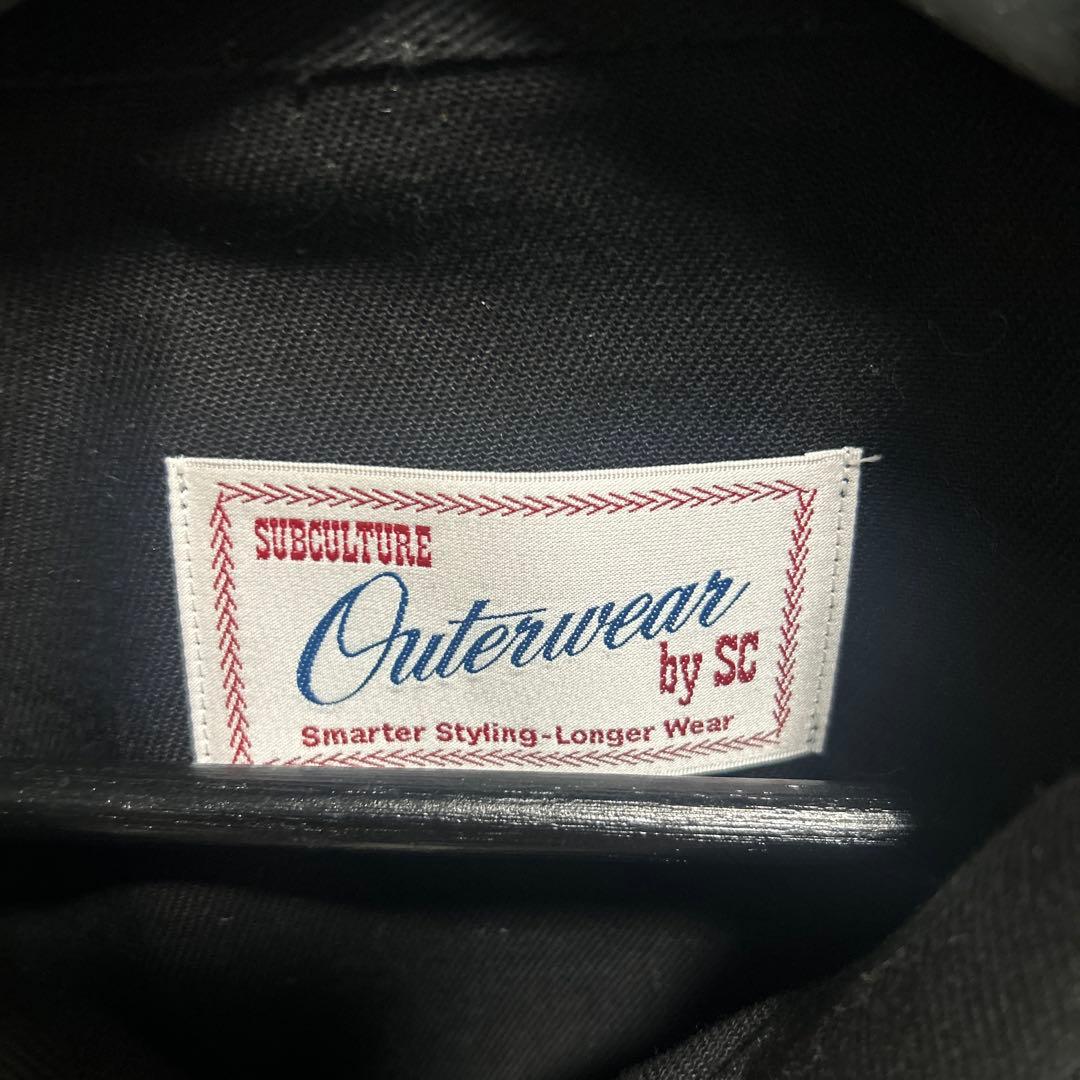 SUBCULTURE
Outerwear
by SC
Smarter Styling-Longer Wear